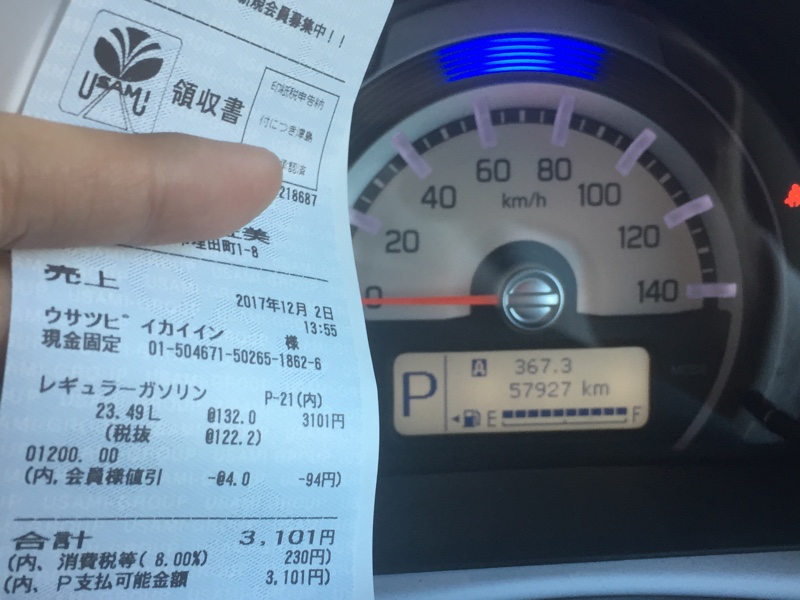 新規会員募集中!!
USAMU
領収書
印紙税申告納
付につき津島
承認済
218687
理田町1-8
売上
2017年12月 2日
13:55
ウサツピ゛イカイイン 様
現金固定 01-504671-50265-1862-6
レギュラーガソリン P-21(内)
23.49L @132.0 3101円
(税抜 @122.2)
01200. 00
(内,会員様値引 -@4.0 -94円)
合計 3,101円
(内、消費税等( 8.00%) 230円)
(内、P支払可能金額 3,101円)
0 20 40 60 80 100 120 140
km/h
P
A 367.3
57927 km
E F